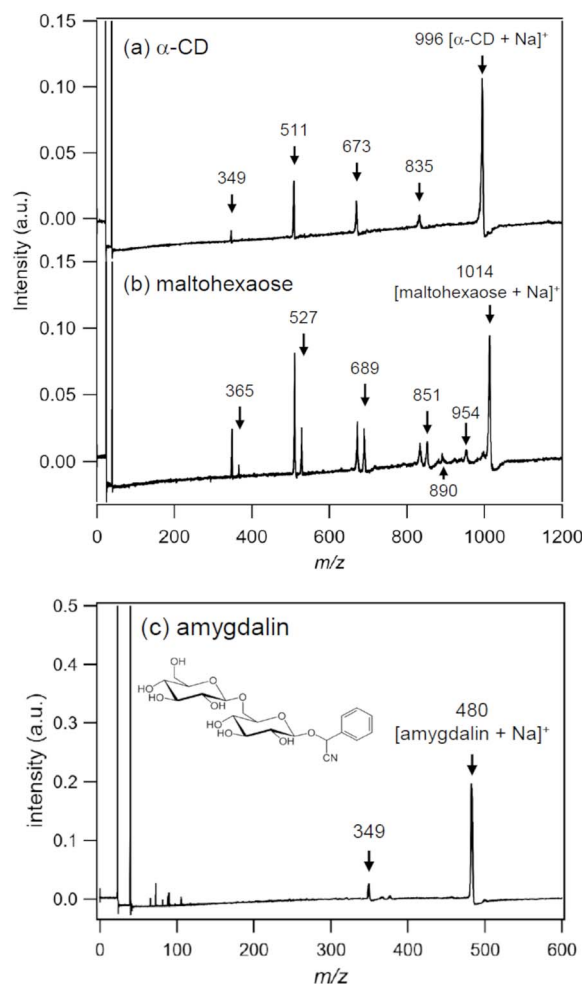 0.15
(a) α-CD
996 [α-CD + Na]⁺
0.10
511
673
835
0.05
349
0.00
Intensity (a.u.)
0.15
(b) maltohexaose
1014
[maltohexaose + Na]⁺
0.10
527
689
0.05
365
851
954
0.00
890
0 200 400 600 800 1000 1200
m/z
0.5
(c) amygdalin
0.4
OH
O
HO
HO
OH
O
O
HO
HO
OH
O
CN
480
[amygdalin + Na]⁺
0.3
intensity (a.u.)
0.2
349
0.1
0.0
0 100 200 300 400 500 600
m/z